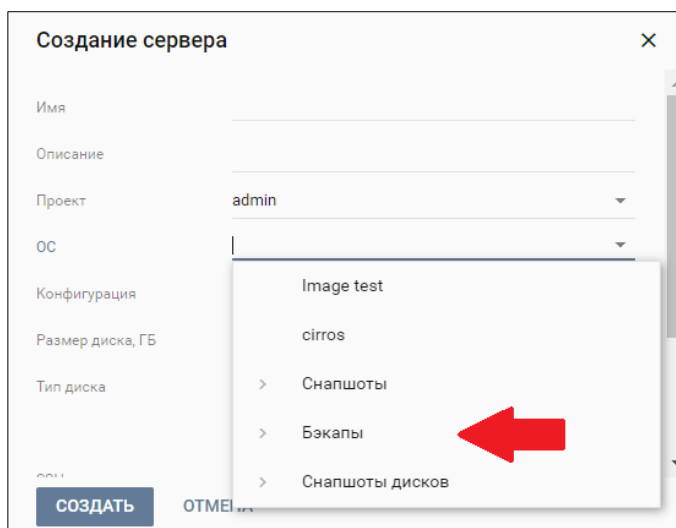 Создание сервера
Имя
Описание
Проект admin
ОС
Конфигурация
Image test
cirros
Размер диска, ГБ
Тип диска
Снапшоты
Бэкапы
Снапшоты дисков
СОЗДАТЬ
ОТМЕНА